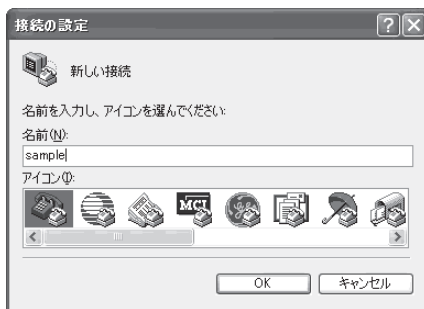 接続の設定
新しい接続
名前を入力し、アイコンを選んでください:
名前(N):
sample
アイコン(I):
MCI
OK キャンセル